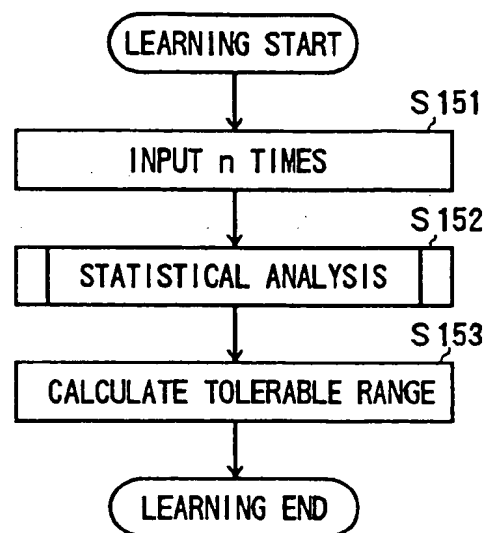 LEARNING START
S151
INPUT n TIMES
S152
STATISTICAL ANALYSIS
S153
CALCULATE TOLERABLE RANGE
LEARNING END